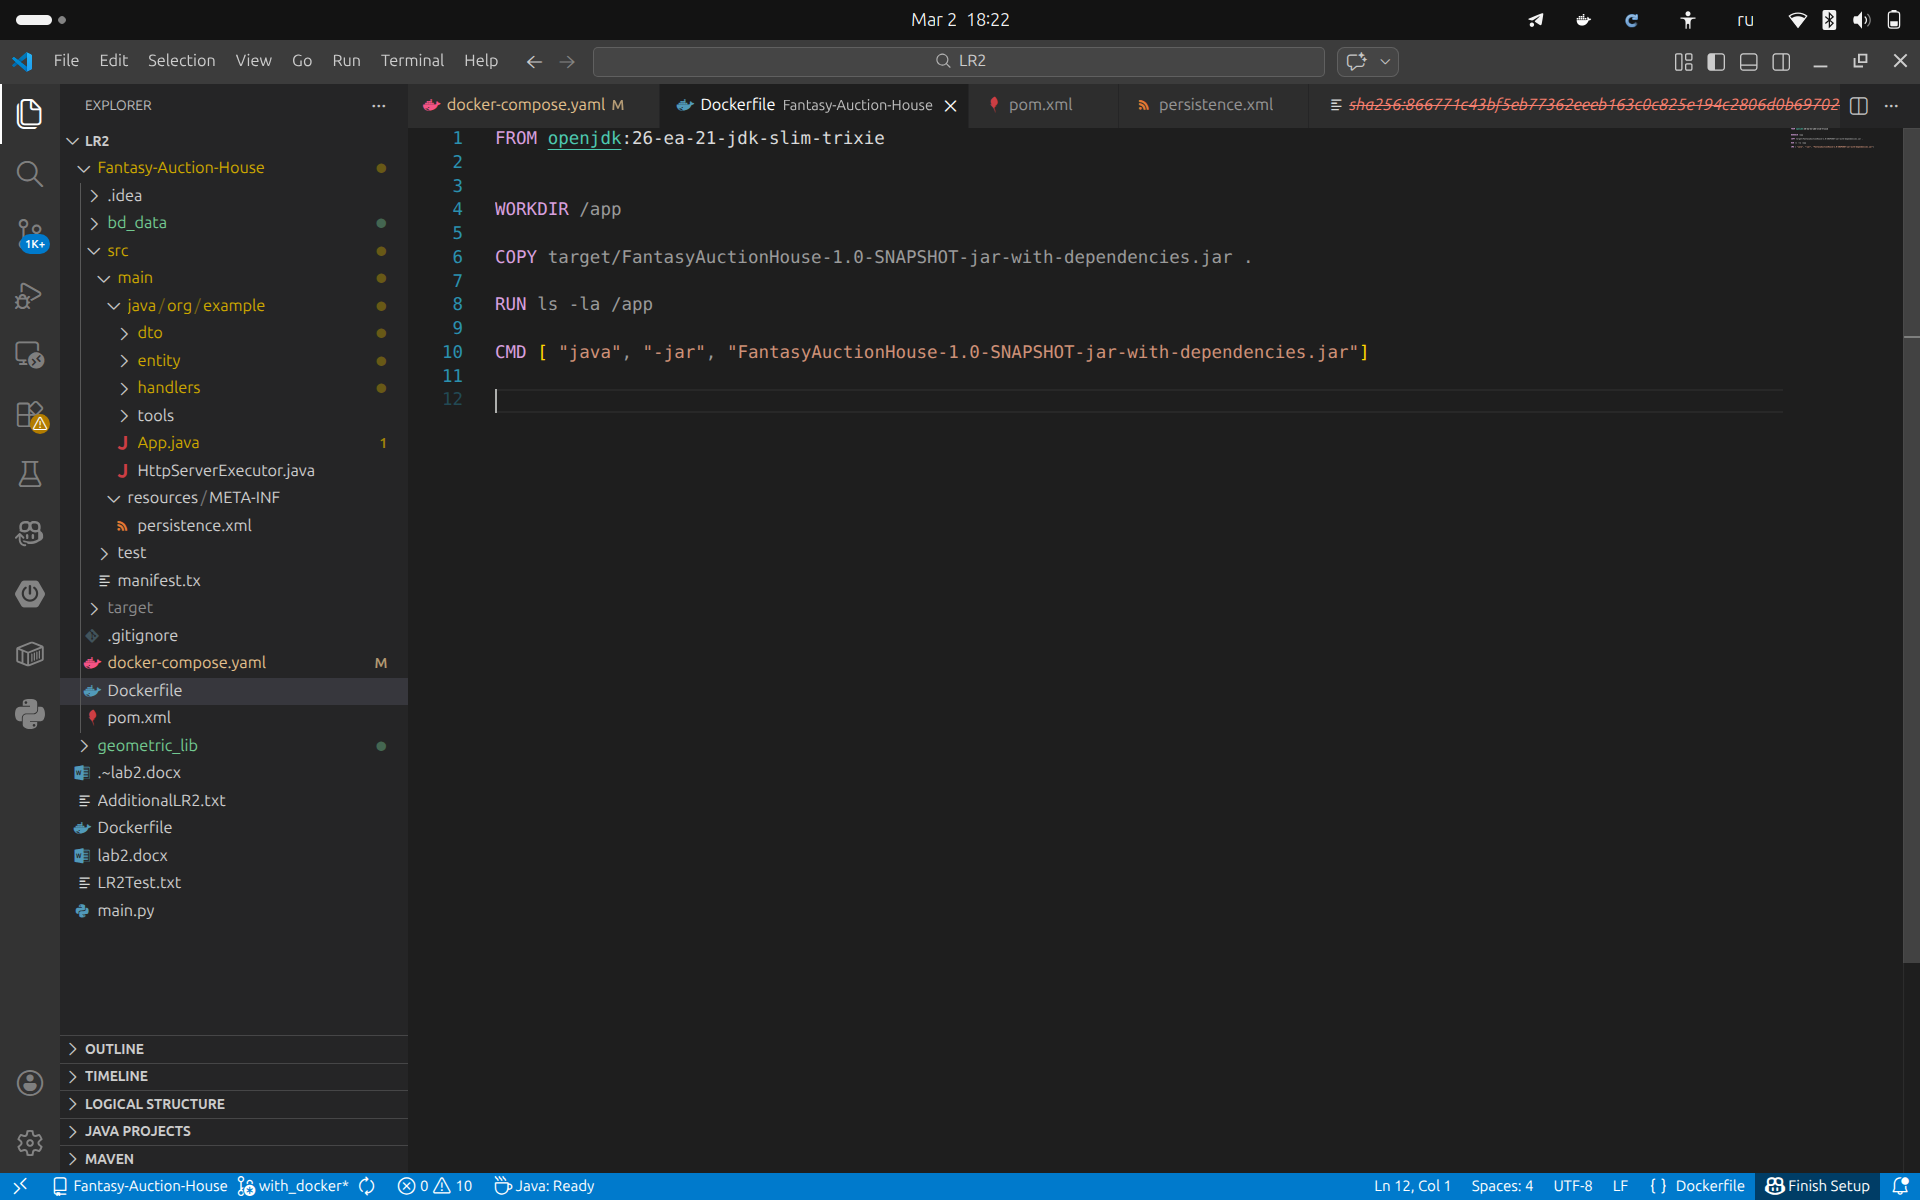 Mar 2 18:22
ru
File Edit Selection View Go Run Terminal Help
LR2
EXPLORER
docker-compose.yaml M
Dockerfile Fantasy-Auction-House
pom.xml
persistence.xml
sha256:866771c43bf5eb77362eeeb163c0c825e194c2806d0b69702
LR2
Fantasy-Auction-House
.idea
bd_data
src
main
java/org/example
dto
entity
handlers
tools
App.java 1
HttpServerExecutor.java
resources/META-INF
persistence.xml
test
manifest.tx
target
.gitignore
docker-compose.yaml M
Dockerfile
pom.xml
geometric_lib
.~lab2.docx
AdditionalLR2.txt
Dockerfile
lab2.docx
LR2Test.txt
main.py
1K+
OUTLINE
TIMELINE
LOGICAL STRUCTURE
JAVA PROJECTS
MAVEN
1 FROM openjdk:26-ea-21-jdk-slim-trixie
2
3
4 WORKDIR /app
5
6 COPY target/FantasyAuctionHouse-1.0-SNAPSHOT-jar-with-dependencies.jar .
7
8 RUN ls -la /app
9
10 CMD [ "java", "-jar", "FantasyAuctionHouse-1.0-SNAPSHOT-jar-with-dependencies.jar"]
11
12
Fantasy-Auction-House with_docker* 0 10 Java: Ready
Ln 12, Col 1 Spaces: 4 UTF-8 LF { } Dockerfile Finish Setup